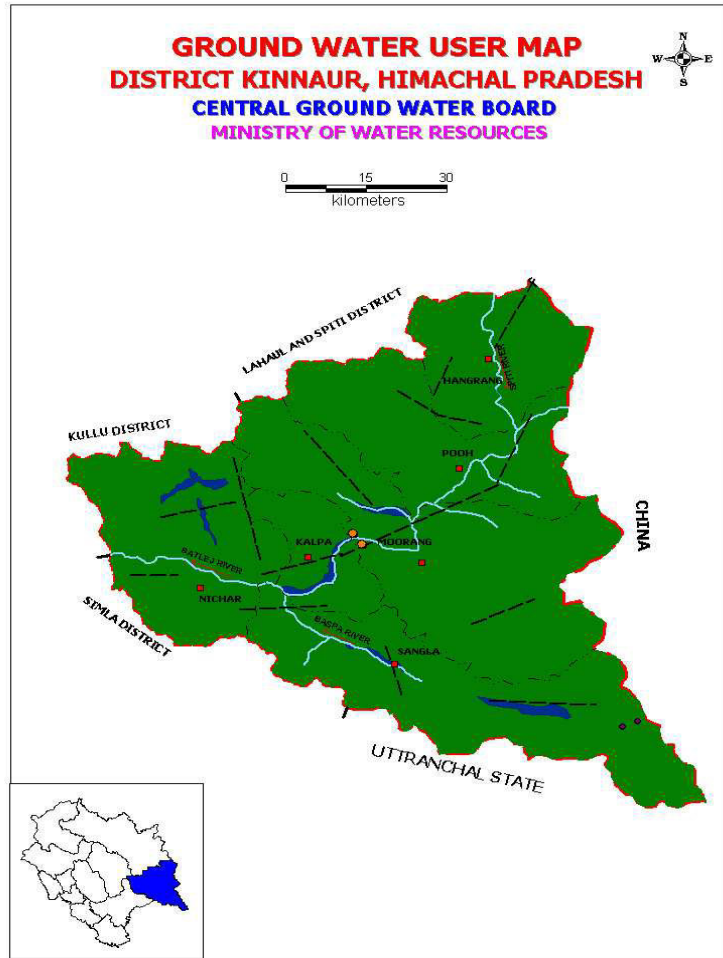 GROUND WATER USER MAP
DISTRICT KINNAUR, HIMACHAL PRADESH
CENTRAL GROUND WATER BOARD
MINISTRY OF WATER RESOURCES
N
W E
S
0 15 30
kilometers
LAHAUL AND SPITI DISTRICT
HANGRANG
SPITI RIVER
KULLU DISTRICT
POOH
CHINA
KALPA
MOORANG
SATLEJ RIVER
NICHAR
SIMLA DISTRICT
BASPA RIVER
SANGLA
UTTRANCHAL STATE